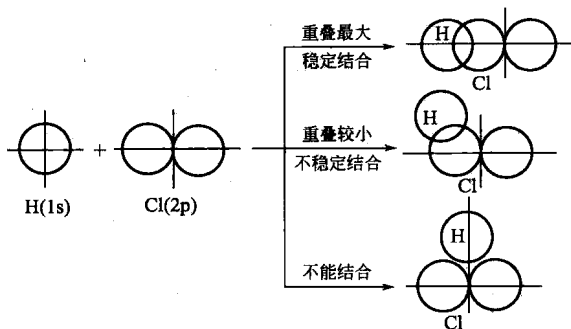 重叠最大
稳定结合
H
Cl
+
H(1s)
Cl(2p)
重叠较小
不稳定结合
H
Cl
不能结合
H
Cl